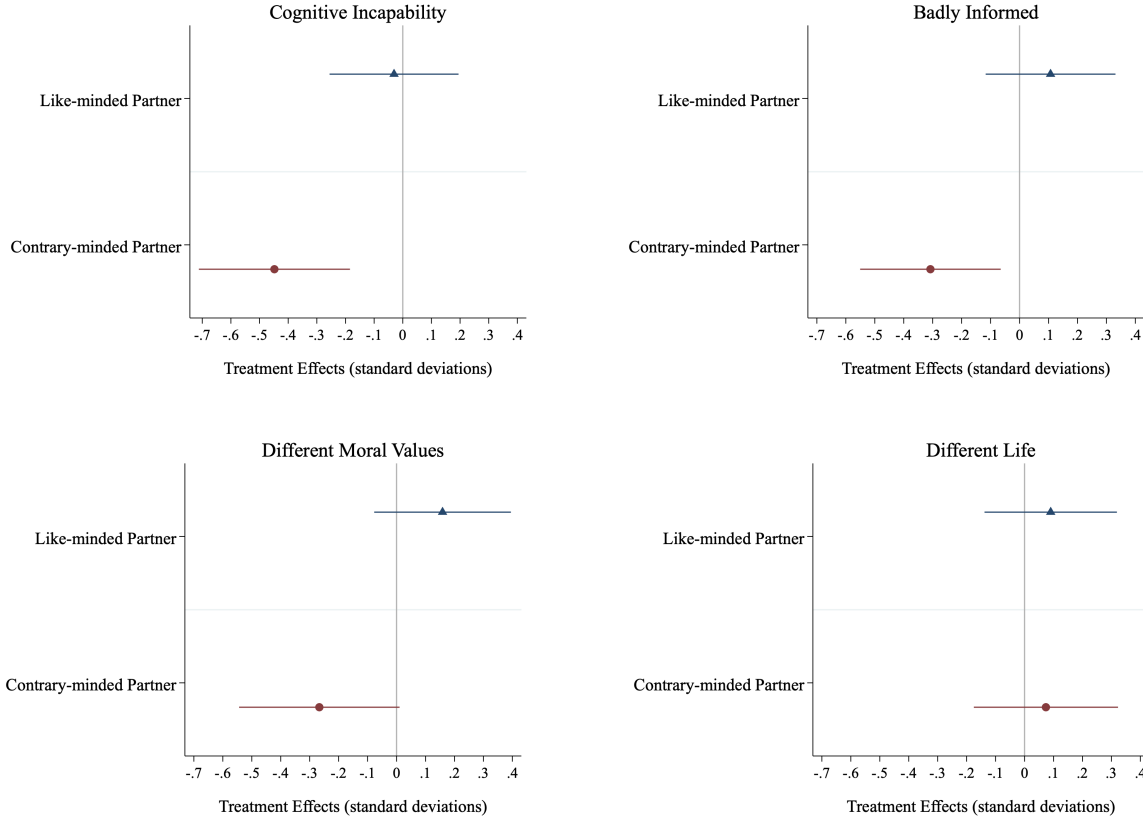 Cognitive Incapability
Like-minded Partner
Contrary-minded Partner
-.7 -.6 -.5 -.4 -.3 -.2 -.1 0 .1 .2 .3 .4
Treatment Effects (standard deviations)
Badly Informed
Like-minded Partner
Contrary-minded Partner
-.7 -.6 -.5 -.4 -.3 -.2 -.1 0 .1 .2 .3 .4
Treatment Effects (standard deviations)
Different Moral Values
Like-minded Partner
Contrary-minded Partner
-.7 -.6 -.5 -.4 -.3 -.2 -.1 0 .1 .2 .3 .4
Treatment Effects (standard deviations)
Different Life
Like-minded Partner
Contrary-minded Partner
-.7 -.6 -.5 -.4 -.3 -.2 -.1 0 .1 .2 .3 .4
Treatment Effects (standard deviations)